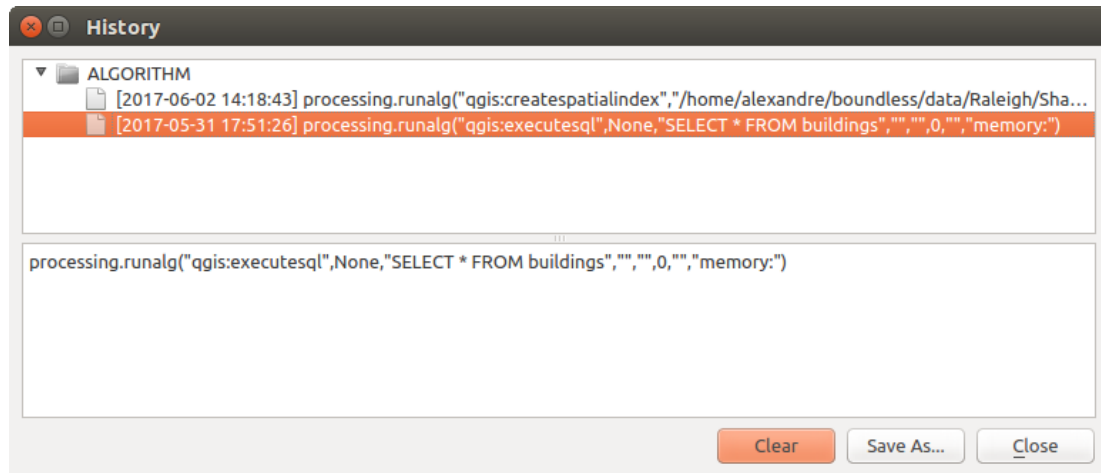 History
ALGORITHM
[2017-06-02 14:18:43] processing.runalg("qgis:createspatialindex","/home/alexandre/boundless/data/Raleigh/Sha...
[2017-05-31 17:51:26] processing.runalg("qgis:executesql",None,"SELECT * FROM buildings","","",0,"","memory:")
processing.runalg("qgis:executesql",None,"SELECT * FROM buildings","","",0,"","memory:")
Clear Save As... Close